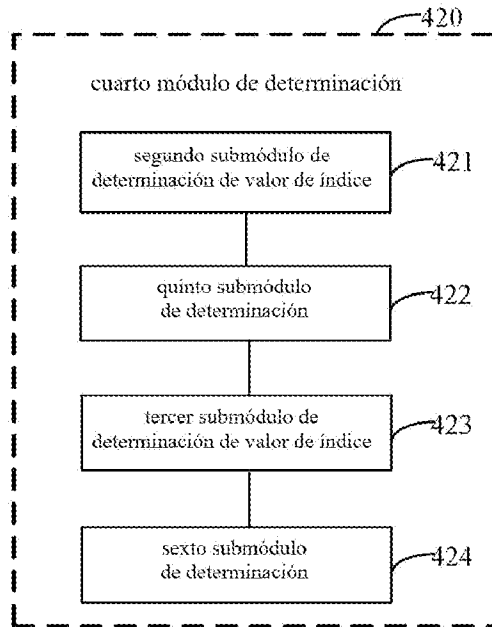 420
cuarto módulo de determinación
segundo submódulo de
determinación de valor de índice
421
quinto submódulo
de determinación
422
tercer submódulo de
determinación de valor de índice
423
sexto submódulo
de determinación
424